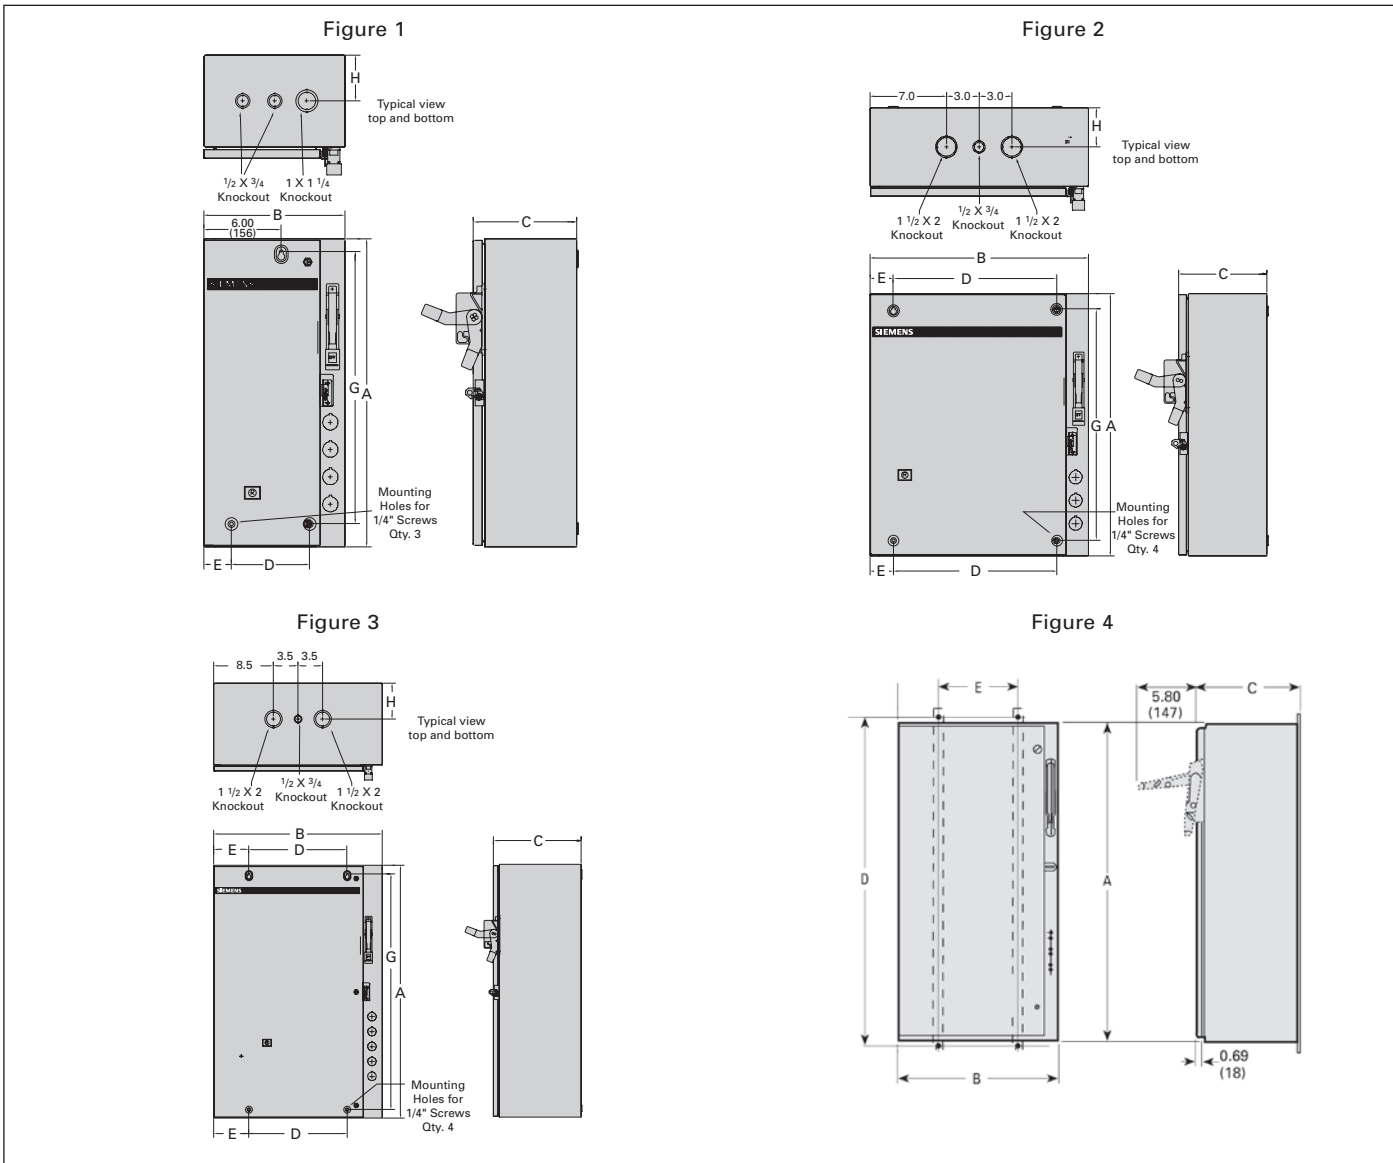 Figure 1
H
Typical view
top and bottom
1/2 X 3/4
Knockout
1 X 1 1/4
Knockout
B
6.00
(156)
C
SIEMENS
G
A
Mounting
Holes for
1/4" Screws
Qty. 3
E
D
Figure 2
7.0
3.0
3.0
H
Typical view
top and bottom
1 1/2 X 2
Knockout
1/2 X 3/4
Knockout
1 1/2 X 2
Knockout
B
E
D
C
SIEMENS
G
A
Mounting
Holes for
1/4" Screws
Qty. 4
E
D
Figure 3
8.5
3.5
3.5
H
Typical view
top and bottom
1 1/2 X 2
Knockout
1/2 X 3/4
Knockout
1 1/2 X 2
Knockout
B
E
D
C
SIEMENS
G
A
Mounting
Holes for
1/4" Screws
Qty. 4
E
D
Figure 4
E
5.80
(147)
C
D
A
B
0.69
(18)